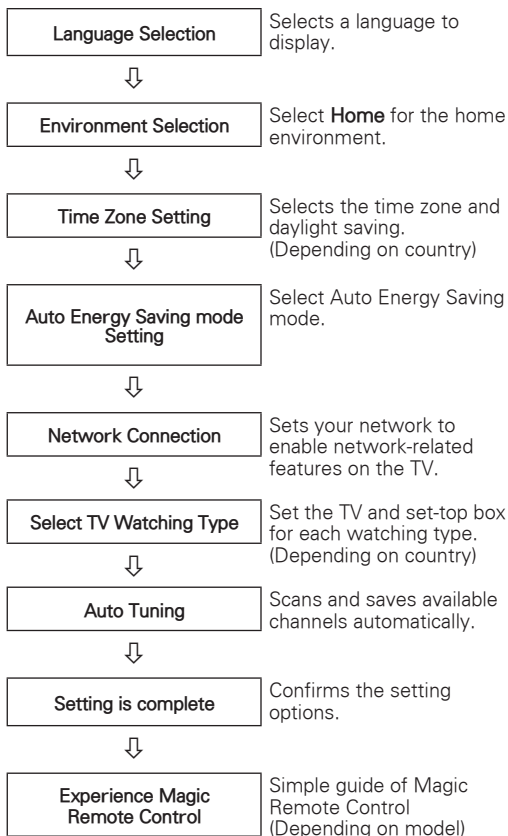 Language Selection
Selects a language to
display.
Environment Selection
Select Home for the home
environment.
Time Zone Setting
Selects the time zone and
daylight saving.
(Depending on country)
Auto Energy Saving mode
Setting
Select Auto Energy Saving
mode.
Network Connection
Sets your network to
enable network-related
features on the TV.
Select TV Watching Type
Set the TV and set-top box
for each watching type.
(Depending on country)
Auto Tuning
Scans and saves available
channels automatically.
Setting is complete
Confirms the setting
options.
Experience Magic
Remote Control
Simple guide of Magic
Remote Control
(Depending on model)